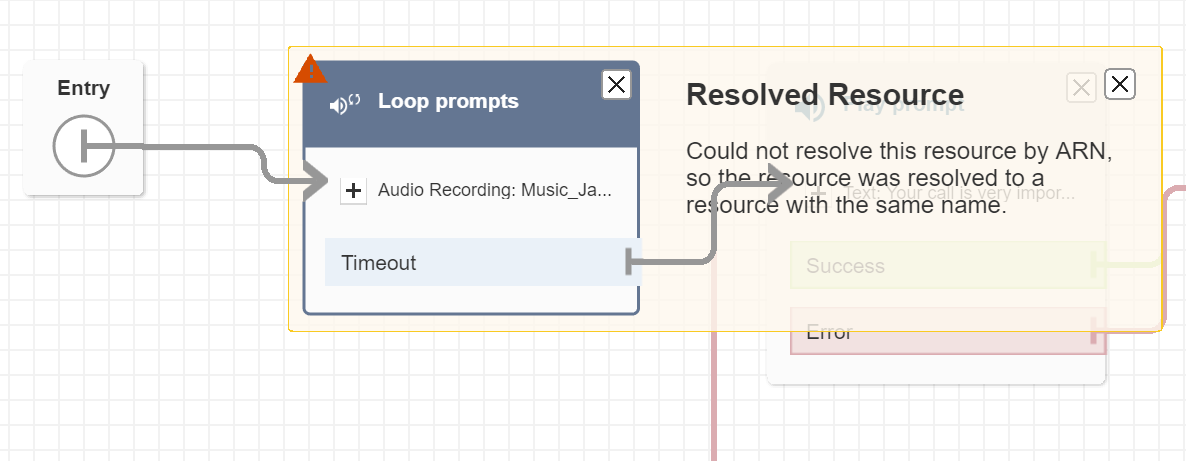 Entry
Loop prompts
Audio Recording: Music_Ja...
Timeout
Resolved Resource
Could not resolve this resource by ARN,
so the resource was resolved to a
resource with the same name.
Play prompt
Text: Your call is very impor...
Success
Error